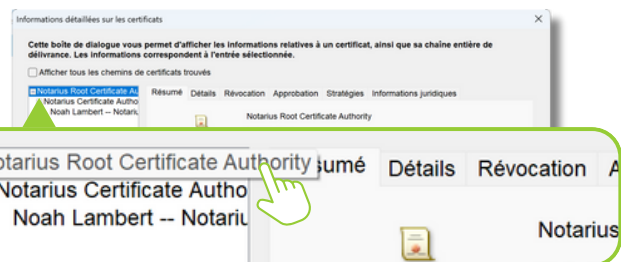 Informations détaillées sur les certificats
Cette boîte de dialogue vous permet d'afficher les informations relatives à un certificat, ainsi que sa chaîne entière de
délivrance. Les informations correspondent à l'entrée sélectionnée.
Afficher tous les chemins de certificats trouvés
Notarius Root Certificate Au
Notarius Certificate Autho
Noah Lambert -- Notariu
Résumé Détails Révocation Approbation Stratégies Informations juridiques
Notarius Root Certificate Authority
otarius Root Certificate Authority
Notarius Certificate Autho
Noah Lambert -- Notariu
sumé Détails Révocation A
Notarius